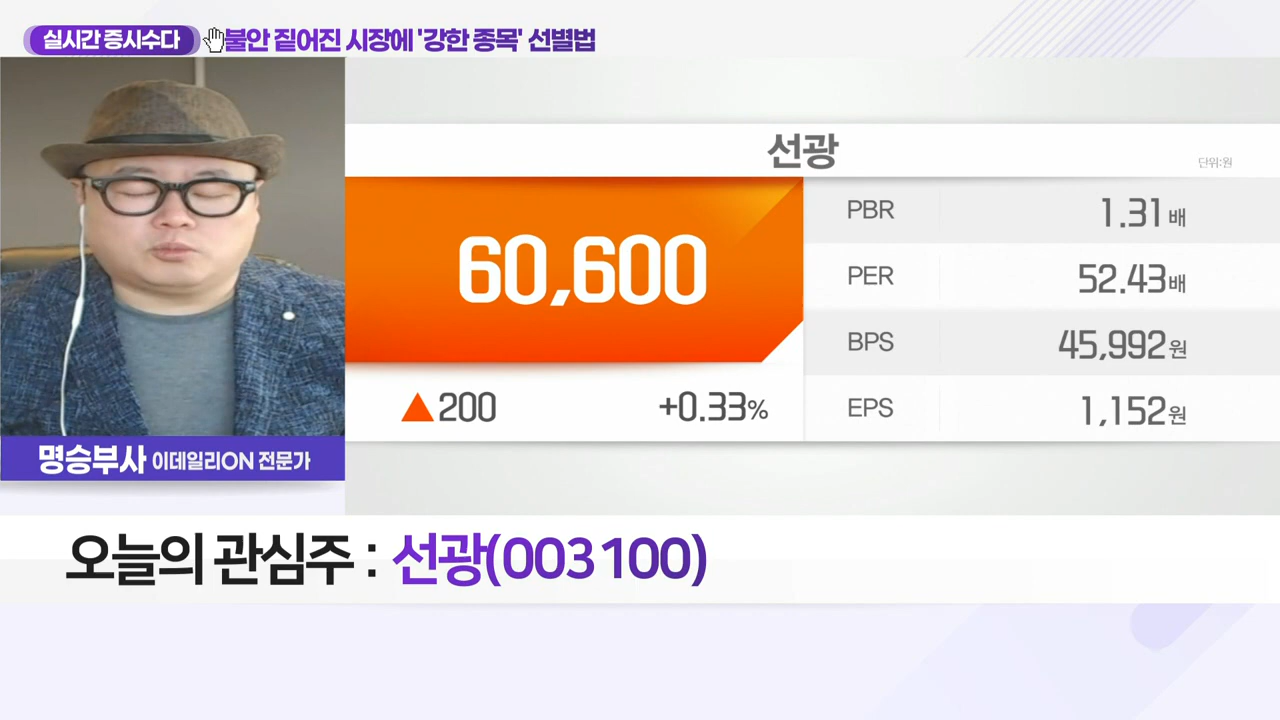 실시간 증시수다 불안 짙어진 시장에 '강한 종목' 선별법
선광
단위:원
60,600
▲200 +0.33%
PBR 1.31배
PER 52.43배
BPS 45,992원
EPS 1,152원
명승부사 이데일리ON 전문가
오늘의 관심주 : 선광(003100)